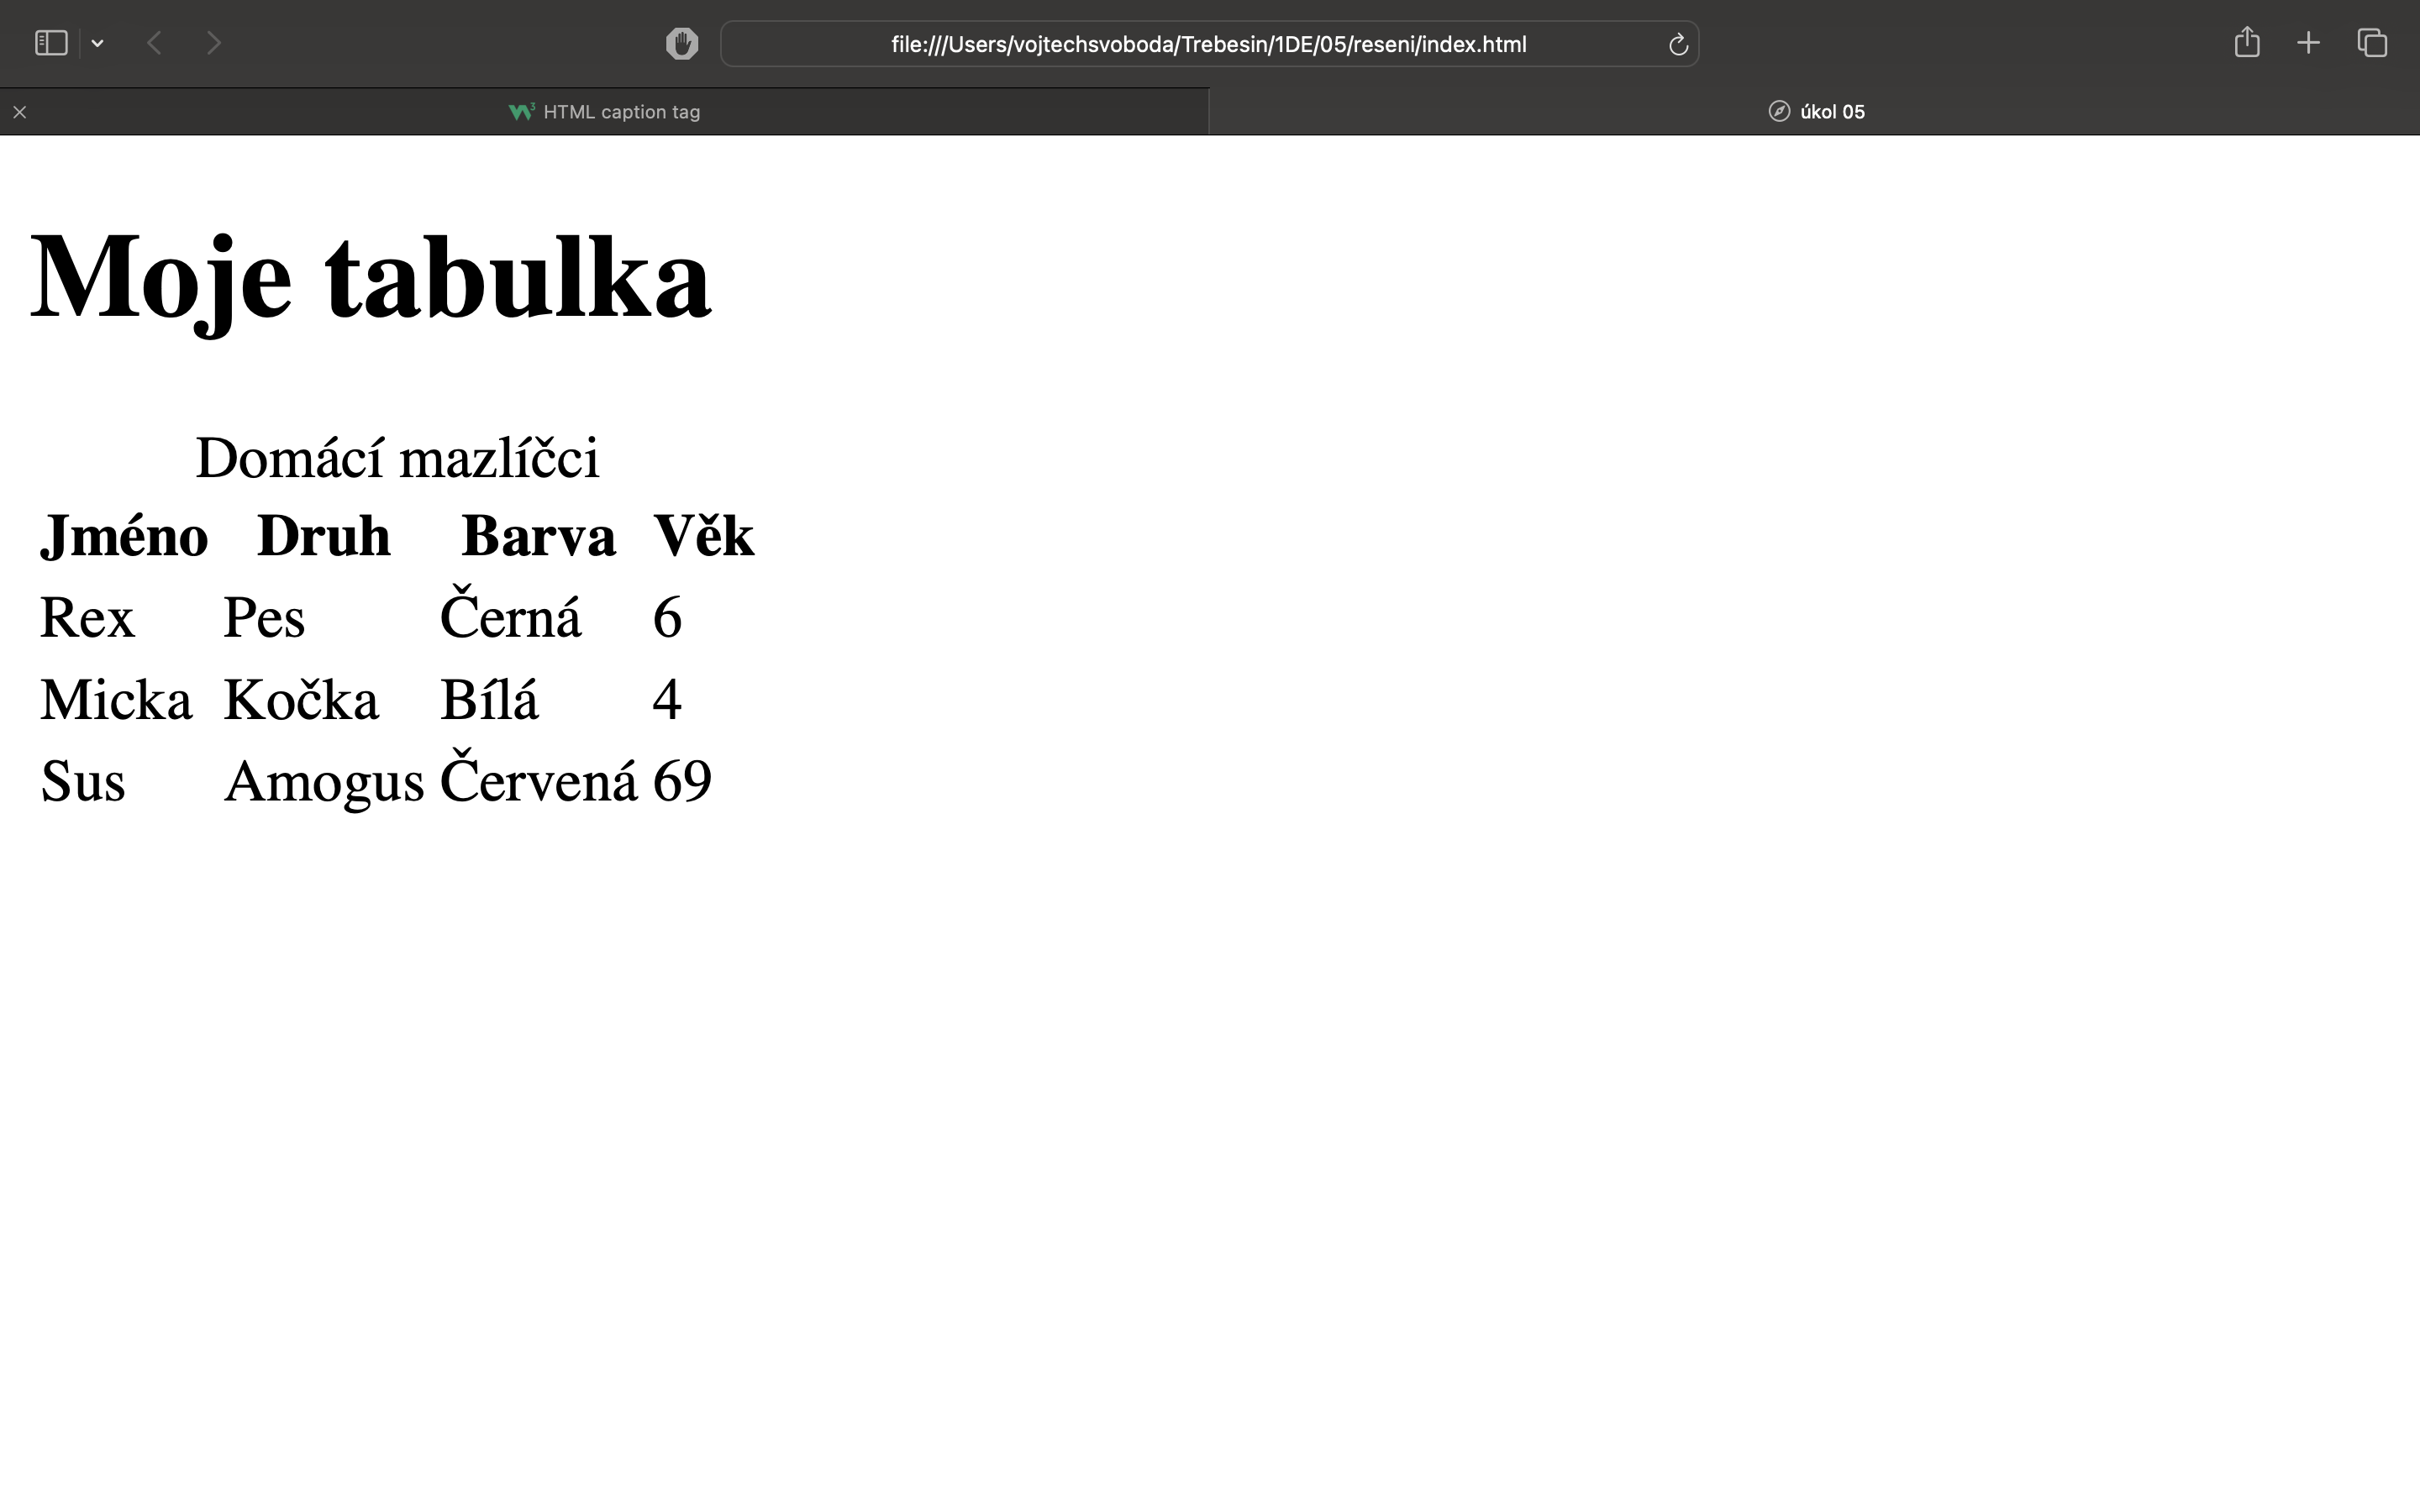 file:///Users/vojtechsvoboda/Trebesin/1DE/05/reseni/index.html
HTML caption tag
úkol 05
Moje tabulka
Domácí mazlíčci
Jméno Druh Barva Věk
Rex Pes Černá 6
Micka Kočka Bílá 4
Sus Amogus Červená 69